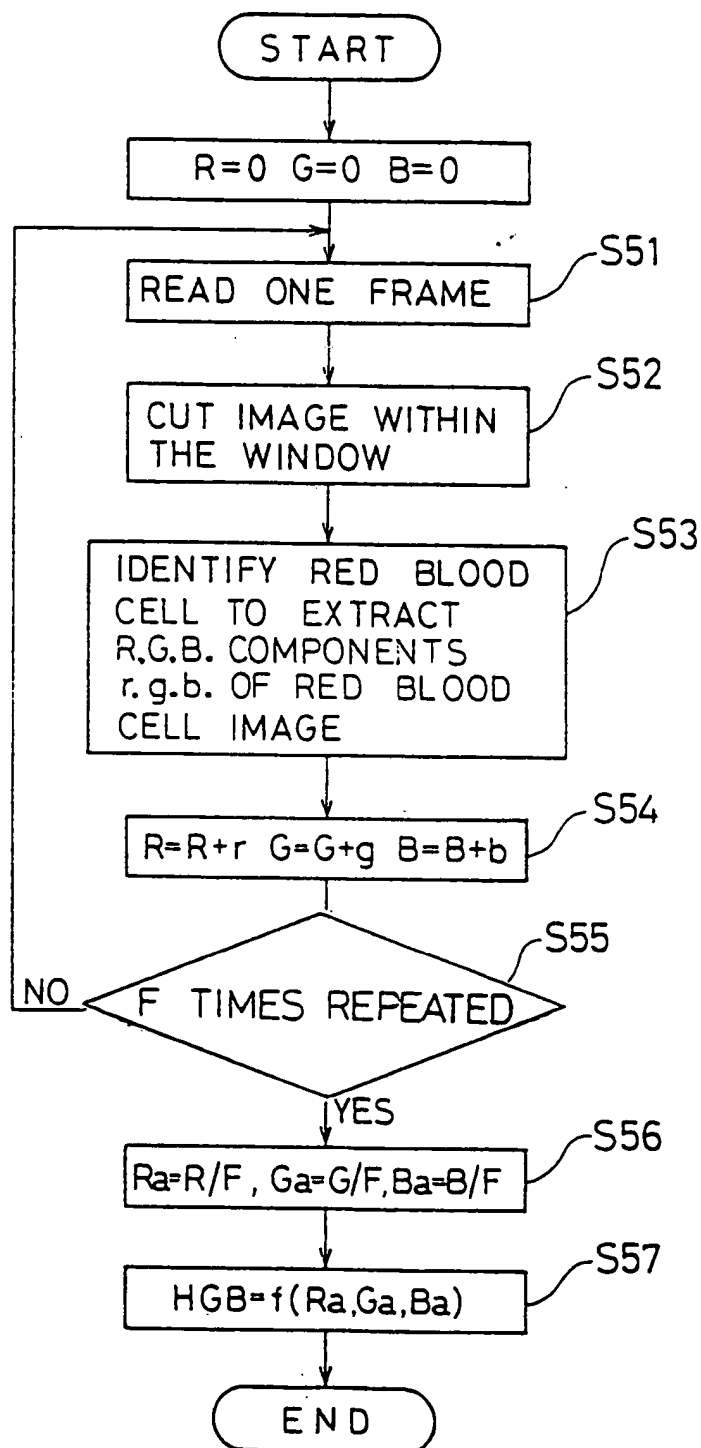 START
R=0 G=0 B=0
S51
READ ONE FRAME
S52
CUT IMAGE WITHIN
THE WINDOW
S53
IDENTIFY RED BLOOD
CELL TO EXTRACT
R.G.B. COMPONENTS
r.g.b. OF RED BLOOD
CELL IMAGE
S54
R=R+r G=G+g B=B+b
S55
NO
F TIMES REPEATED
YES
S56
Ra=R/F, Ga=G/F, Ba=B/F
S57
HGB=f(Ra,Ga,Ba)
END